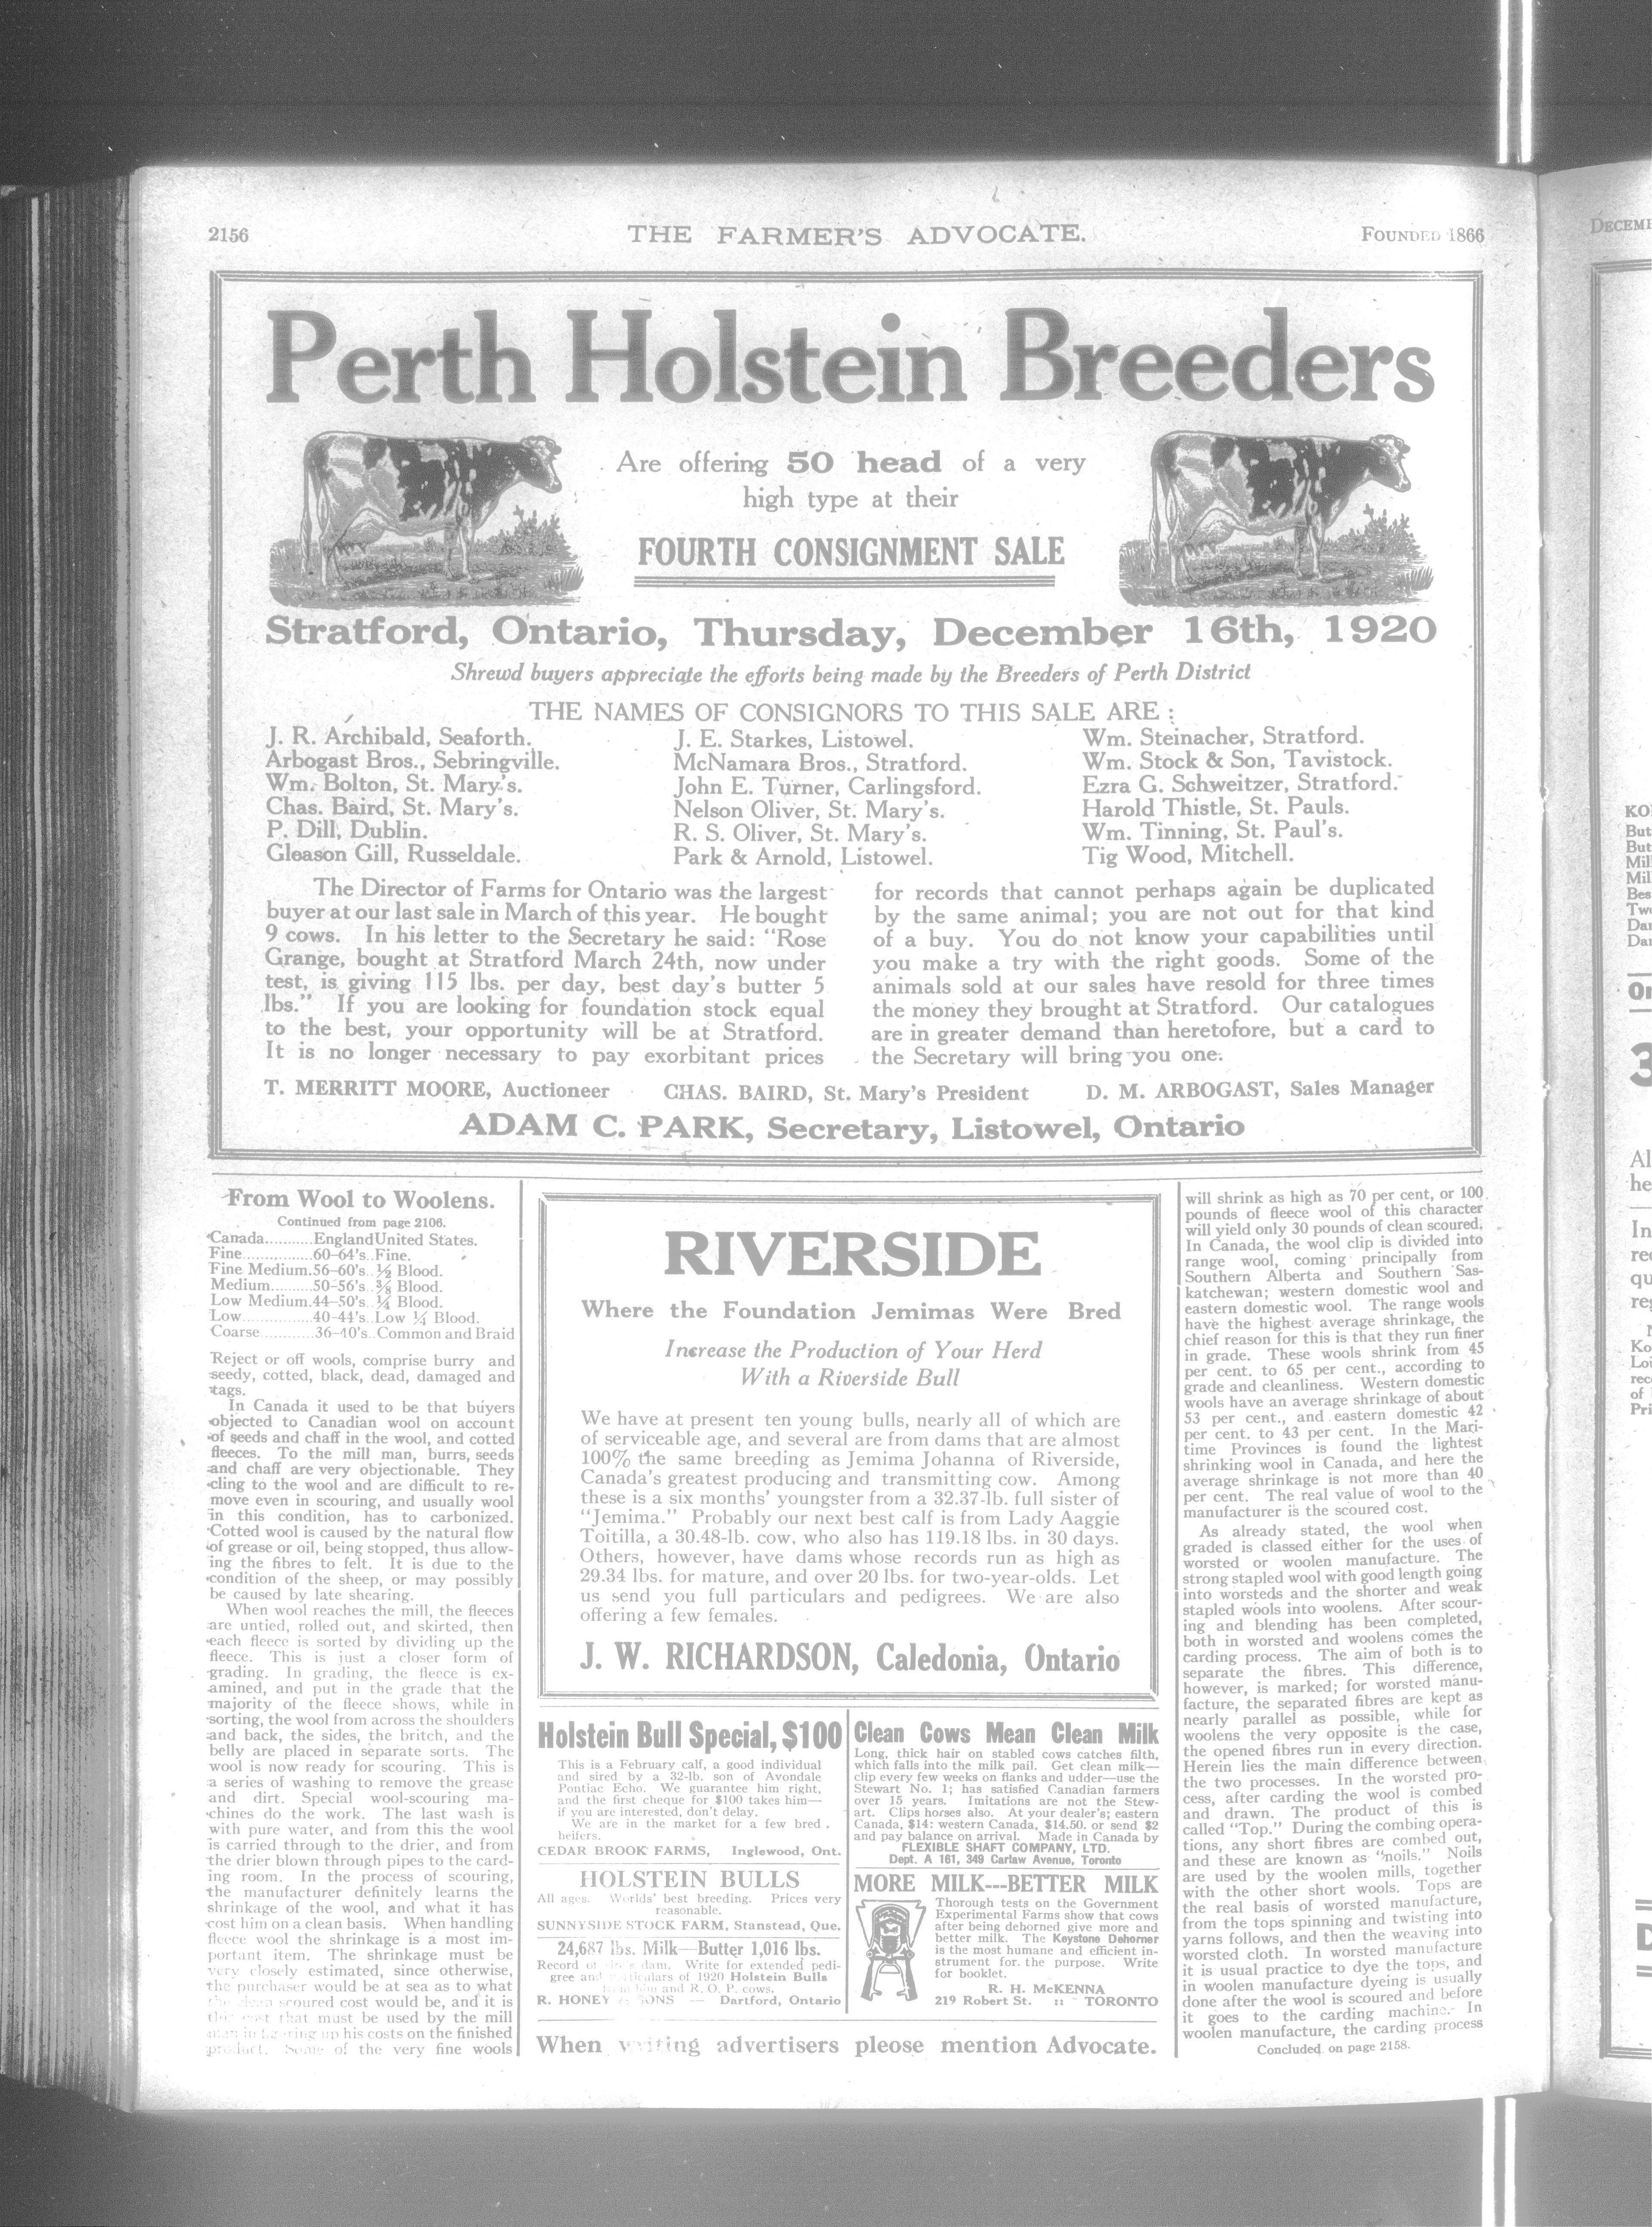 2156
THE FARMER'S ADVOCATE.
FOUNDED 1866
Perth Holstein Breeders
Are offering 50 head of a very
high type at their
FOURTH CONSIGNMENT SALE
Stratford, Ontario, Thursday, December 16th, 1920
Shrewd buyers appreciate the efforts being made by the Breeders of Perth District
THE NAMES OF CONSIGNORS TO THIS SALE ARE :
J. R. Archibald, Seaforth.
Arbogast Bros., Sebringville.
Wm. Bolton, St. Mary's.
Chas. Baird, St. Mary's.
P. Dill, Dublin.
Gleason Gill, Russeldale.
J. E. Starkes, Listowel.
McNamara Bros., Stratford.
John E. Turner, Carlingsford.
Nelson Oliver, St. Mary's.
R. S. Oliver, St. Mary's.
Park & Arnold, Listowel.
Wm. Steinacher, Stratford.
Wm. Stock & Son, Tavistock.
Ezra G. Schweitzer, Stratford.
Harold Thistle, St. Pauls.
Wm. Tinning, St. Paul's.
Tig Wood, Mitchell.
The Director of Farms for Ontario was the largest
buyer at our last sale in March of this year. He bought
9 cows. In his letter to the Secretary he said: "Rose
Grange, bought at Stratford March 24th, now under
test, is giving 115 lbs. per day, best day's butter 5
lbs." If you are looking for foundation stock equal
to the best, your opportunity will be at Stratford.
It is no longer necessary to pay exorbitant prices
for records that cannot perhaps again be duplicated
by the same animal; you are not out for that kind
of a buy. You do not know your capabilities until
you make a try with the right goods. Some of the
animals sold at our sales have resold for three times
the money they brought at Stratford. Our catalogues
are in greater demand than heretofore, but a card to
the Secretary will bring you one.
T. MERRITT MOORE, Auctioneer CHAS. BAIRD, St. Mary's President D. M. ARBOGAST, Sales Manager
ADAM C. PARK, Secretary, Listowel, Ontario
From Wool to Woolens.
Continued from page 2106.
Canada..........England United States.
Fine...............60-64's..Fine.
Fine Medium.56-60's..½ Blood.
Medium.........50-56's..⅜ Blood.
Low Medium.44-50's..¼ Blood.
Low...............40-44's..Low ¼ Blood.
Coarse...........36-40's..Common and Braid
Reject or off wools, comprise burry and
seedy, cotted, black, dead, damaged and
tags.
In Canada it used to be that buyers
objected to Canadian wool on account
of seeds and chaff in the wool, and cotted
fleeces. To the mill man, burrs, seeds
and chaff are very objectionable. They
cling to the wool and are difficult to re-
move even in scouring, and usually wool
in this condition, has to carbonized.
Cotted wool is caused by the natural flow
of grease or oil, being stopped, thus allow-
ing the fibres to felt. It is due to the
condition of the sheep, or may possibly
be caused by late shearing.
When wool reaches the mill, the fleeces
are untied, rolled out, and skirted, then
each fleece is sorted by dividing up the
fleece. This is just a closer form of
grading. In grading, the fleece is ex-
amined, and put in the grade that the
majority of the fleece shows, while in
sorting, the wool from across the shoulders
and back, the sides, the britch, and the
belly are placed in separate sorts. The
wool is now ready for scouring. This is
a series of washing to remove the grease
and dirt. Special wool-scouring ma-
chines do the work. The last wash is
with pure water, and from this the wool
is carried through to the drier, and from
the drier blown through pipes to the card-
ing room. In the process of scouring,
the manufacturer definitely learns the
shrinkage of the wool, and what it has
cost him on a clean basis. When handling
fleece wool the shrinkage is a most im-
portant item. The shrinkage must be
very closely estimated, since otherwise,
the purchaser would be at sea as to what
the clean scoured cost would be, and it is
the cost that must be used by the mill
man in figuring up his costs on the finished
product. Some of the very fine wools
RIVERSIDE
Where the Foundation Jemimas Were Bred
Increase the Production of Your Herd
With a Riverside Bull
We have at present ten young bulls, nearly all of which are
of serviceable age, and several are from dams that are almost
100% the same breeding as Jemima Johanna of Riverside,
Canada's greatest producing and transmitting cow. Among
these is a six months' youngster from a 32.37-lb. full sister of
"Jemima." Probably our next best calf is from Lady Aaggie
Toitilla, a 30.48-lb. cow, who also has 119.18 lbs. in 30 days.
Others, however, have dams whose records run as high as
29.34 lbs. for mature, and over 20 lbs. for two-year-olds. Let
us send you full particulars and pedigrees. We are also
offering a few females.
J. W. RICHARDSON, Caledonia, Ontario
Holstein Bull Special, $100
This is a February calf, a good individual
and sired by a 32-lb. son of Avondale
Pontiac Echo. We guarantee him right,
and the first cheque for $100 takes him—
if you are interested, don't delay.
We are in the market for a few bred
heifers.
CEDAR BROOK FARMS, Inglewood, Ont.
HOLSTEIN BULLS
All ages. Worlds' best breeding. Prices very
reasonable.
SUNNYSIDE STOCK FARM, Stanstead, Que.
24,687 lbs. Milk—Butter 1,016 lbs.
Record of dam. Write for extended pedi-
gree and particulars of 1920 Holstein Bulls
and R. O. P. cows.
R. HONEY & SONS — Dartford, Ontario
Clean Cows Mean Clean Milk
Long, thick hair on stabled cows catches filth,
which falls into the milk pail. Get clean milk—
clip every few weeks on flanks and udder—use the
Stewart No. 1; has satisfied Canadian farmers
over 15 years. Imitations are not the Stew-
art. Clips horses also. At your dealer's; eastern
Canada, $14: western Canada, $14.50. or send $2
and pay balance on arrival. Made in Canada by
FLEXIBLE SHAFT COMPANY, LTD.
Dept. A 161, 349 Carlaw Avenue, Toronto
MORE MILK---BETTER MILK
Thorough tests on the Government
Experimental Farms show that cows
after being dehorned give more and
better milk. The Keystone Dehorner
is the most humane and efficient in-
strument for the purpose. Write
for booklet.
R. H. McKENNA
219 Robert St. :: TORONTO
When writing advertisers pleose mention Advocate.
will shrink as high as 70 per cent, or 100
pounds of fleece wool of this character
will yield only 30 pounds of clean scoured.
In Canada, the wool clip is divided into
range wool, coming principally from
Southern Alberta and Southern Sas-
katchewan; western domestic wool and
eastern domestic wool. The range wools
have the highest average shrinkage, the
chief reason for this is that they run finer
in grade. These wools shrink from 45
per cent. to 65 per cent., according to
grade and cleanliness. Western domestic
wools have an average shrinkage of about
53 per cent., and eastern domestic 42
per cent. to 43 per cent. In the Mari-
time Provinces is found the lightest
shrinking wool in Canada, and here the
average shrinkage is not more than 40
per cent. The real value of wool to the
manufacturer is the scoured cost.
As already stated, the wool when
graded is classed either for the uses of
worsted or woolen manufacture. The
strong stapled wool with good length going
into worsteds and the shorter and weak
stapled wools into woolens. After scour-
ing and blending has been completed,
both in worsted and woolens comes the
carding process. The aim of both is to
separate the fibres. This difference,
however, is marked; for worsted manu-
facture, the separated fibres are kept as
nearly parallel as possible, while for
woolens the very opposite is the case,
the opened fibres run in every direction.
Herein lies the main difference between
the two processes. In the worsted pro-
cess, after carding the wool is combed
and drawn. The product of this is
called "Top." During the combing opera-
tions, any short fibres are combed out,
and these are known as "noils." Noils
are used by the woolen mills, together
with the other short wools. Tops are
the real basis of worsted manufacture,
from the tops spinning and twisting into
yarns follows, and then the weaving into
worsted cloth. In worsted manufacture
it is usual practice to dye the tops, and
in woolen manufacture dyeing is usually
done after the wool is scoured and before
it goes to the carding machine. In
woolen manufacture, the carding process
Concluded on page 2158.